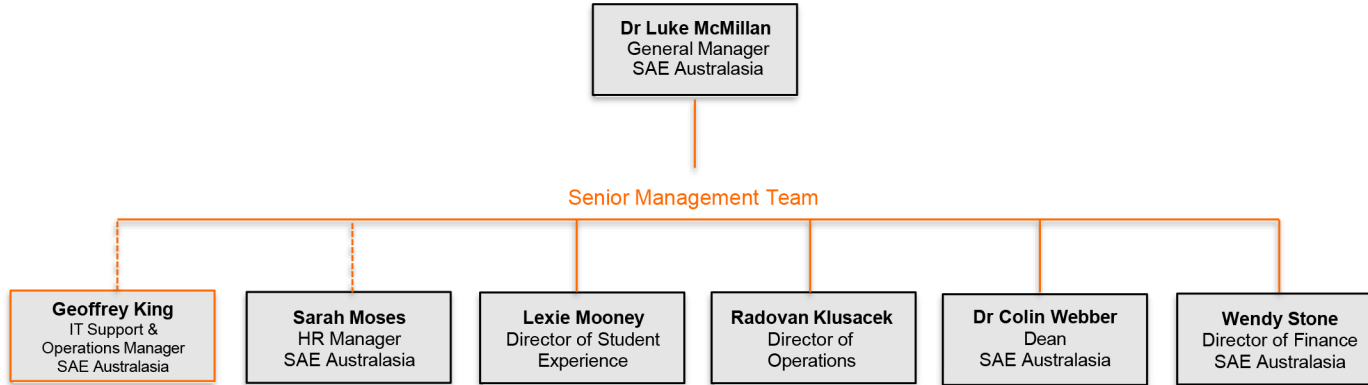 Dr Luke McMillan
General Manager
SAE Australasia
Senior Management Team
Geoffrey King
IT Support &
Operations Manager
SAE Australasia
Sarah Moses
HR Manager
SAE Australasia
Lexie Mooney
Director of Student
Experience
Radovan Klusacek
Director of
Operations
Dr Colin Webber
Dean
SAE Australasia
Wendy Stone
Director of Finance
SAE Australasia